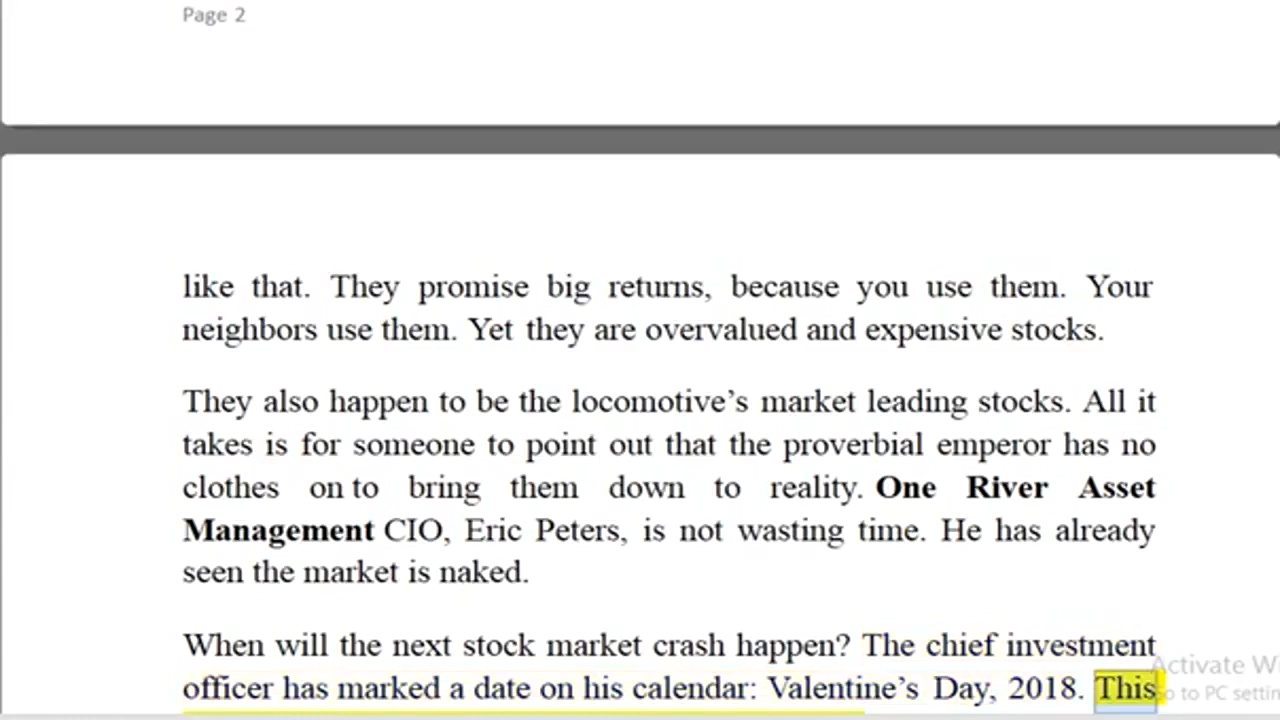 Page 2
like that. They promise big returns, because you use them. Your
neighbors use them. Yet they are overvalued and expensive stocks.
They also happen to be the locomotive’s market leading stocks. All it
takes is for someone to point out that the proverbial emperor has no
clothes on to bring them down to reality. One River Asset
Management CIO, Eric Peters, is not wasting time. He has already
seen the market is naked.
When will the next stock market crash happen? The chief investment
officer has marked a date on his calendar: Valentine’s Day, 2018. This
Activate Wi
to PC settin